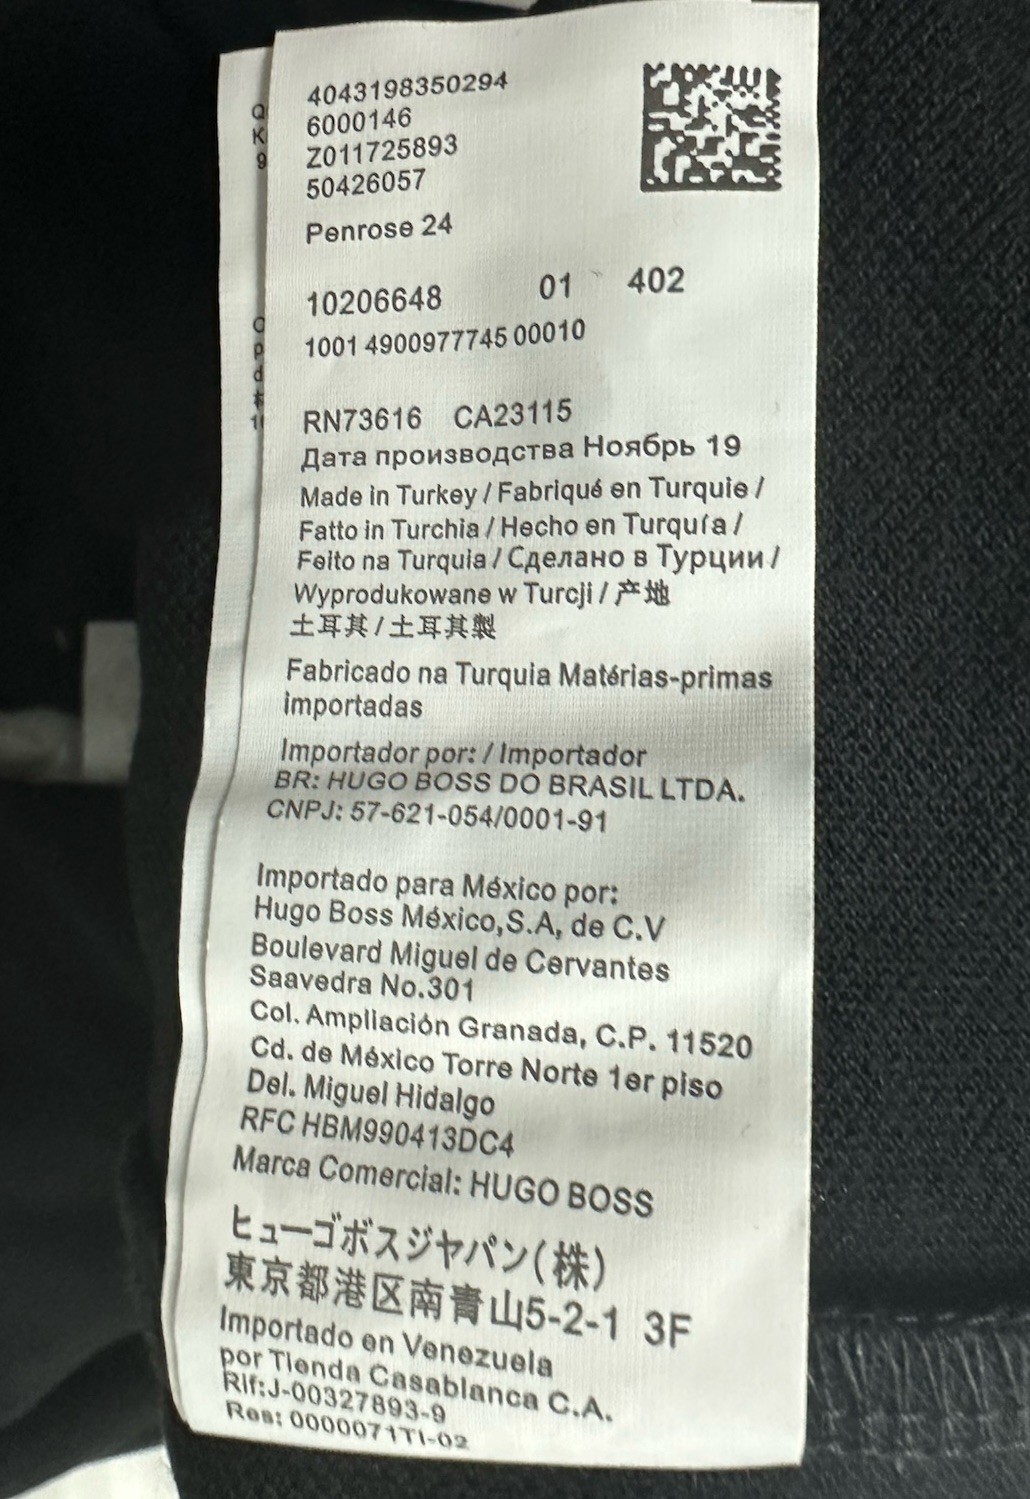 4043198350294
6000146
Z011725893
50426057
Penrose 24
10206648 01 402
1001 4900977745 00010
RN73616 CA23115
Дата производства Ноябрь 19
Made in Turkey / Fabriqué en Turquie /
Fatto in Turchia / Hecho en Turquía /
Feito na Turquia / Сделано в Турции /
Wyprodukowane w Turcji / 产地
土耳其 / 土耳其製
Fabricado na Turquia Matérias-primas
importadas
Importador por: / Importador
BR: HUGO BOSS DO BRASIL LTDA.
CNPJ: 57-621-054/0001-91
Importado para México por:
Hugo Boss México,S.A, de C.V
Boulevard Miguel de Cervantes
Saavedra No.301
Col. Ampliación Granada, C.P. 11520
Cd. de México Torre Norte 1er piso
Del. Miguel Hidalgo
RFC HBM990413DC4
Marca Comercial: HUGO BOSS
ヒューゴボスジャパン(株)
東京都港区南青山5-2-1 3F
Importado en Venezuela
por Tienda Casablanca C.A.
Rif:J-00327893-9
Res: 0000071TI-02